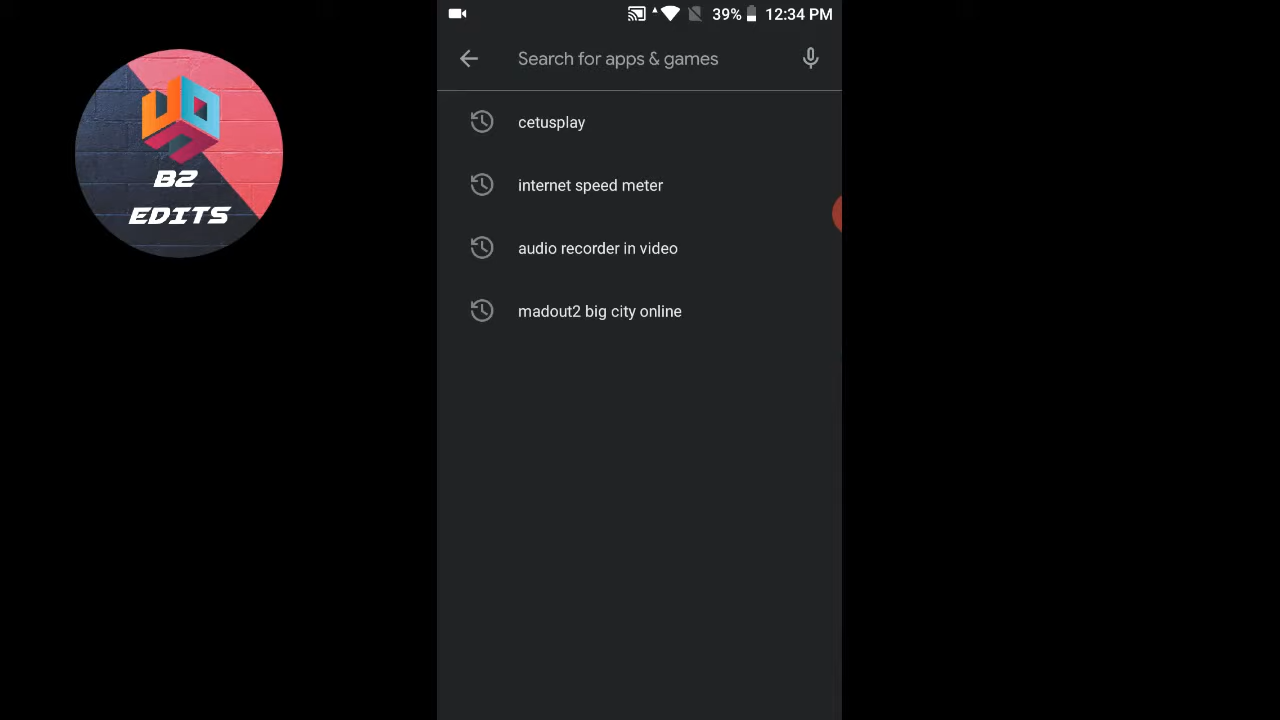 B2
EDITS
39% 12:34 PM
Search for apps & games
cetusplay
internet speed meter
audio recorder in video
madout2 big city online